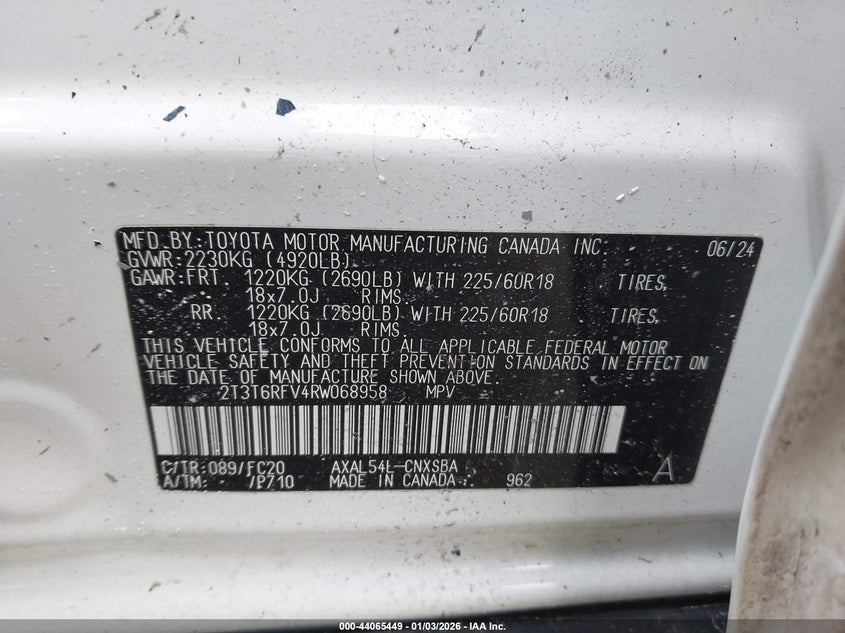 MFD.BY:TOYOTA MOTOR MANUFACTURING CANADA INC. 06/24
GVWR:2230KG (4920LB)
GAWR:FRT. 1220KG (2690LB) WITH 225/60R18 TIRES,
18x7.0J RIMS
RR 1220KG (2690LB) WITH 225/60R18 TIRES,
18x7.0J RIMS
THIS VEHICLE CONFORMS TO ALL APPLICABLE FEDERAL MOTOR
VEHICLE SAFETY AND THEFT PREVENTION STANDARDS IN EFFECT ON
THE DATE OF MANUFACTURE SHOWN ABOVE.
2T3T6RFV4RW068958 MPV
C/TR:089/FC20 AXAL54L-CNXSBA A
A/TM: /P710 MADE IN CANADA 962
000-44065449 - 01/03/2026 - IAA Inc.